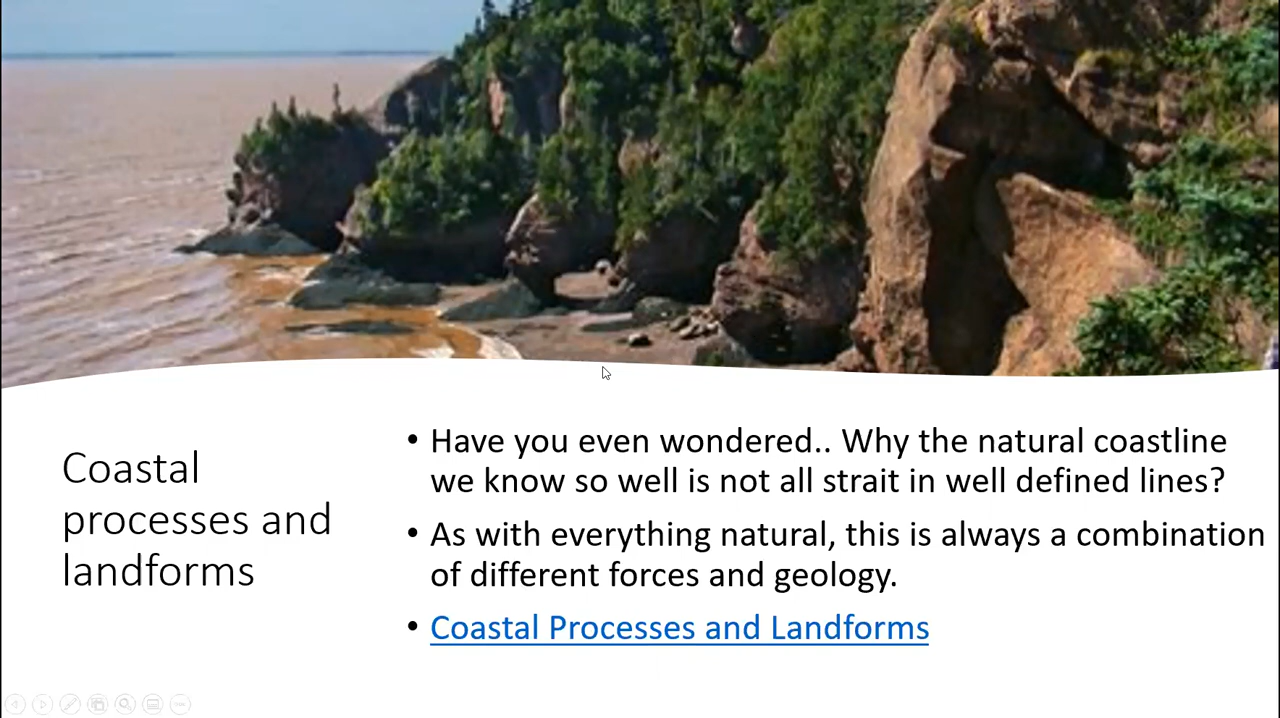 Coastal
processes and
landforms
• Have you even wondered.. Why the natural coastline
we know so well is not all strait in well defined lines?
• As with everything natural, this is always a combination
of different forces and geology.
• Coastal Processes and Landforms